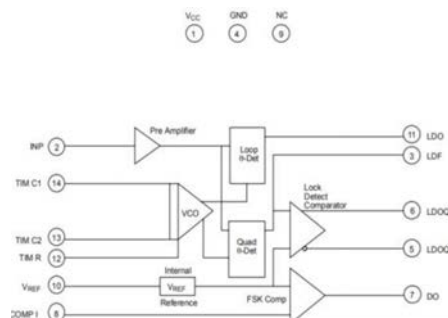 VCC GND NC
1 4 9
Pre Amplifier
INP 2
Loop
θ-Det
11 LDO
3 LDF
TIM C1 14
VCO
Lock
Detect
Comparator
6 LDOQ
TIM C2 13
TIM R 12
Quad
θ-Det
5 LDOQ
VREF 10
Internal
VREF
Reference
FSK Comp
7 DO
COMP I 8